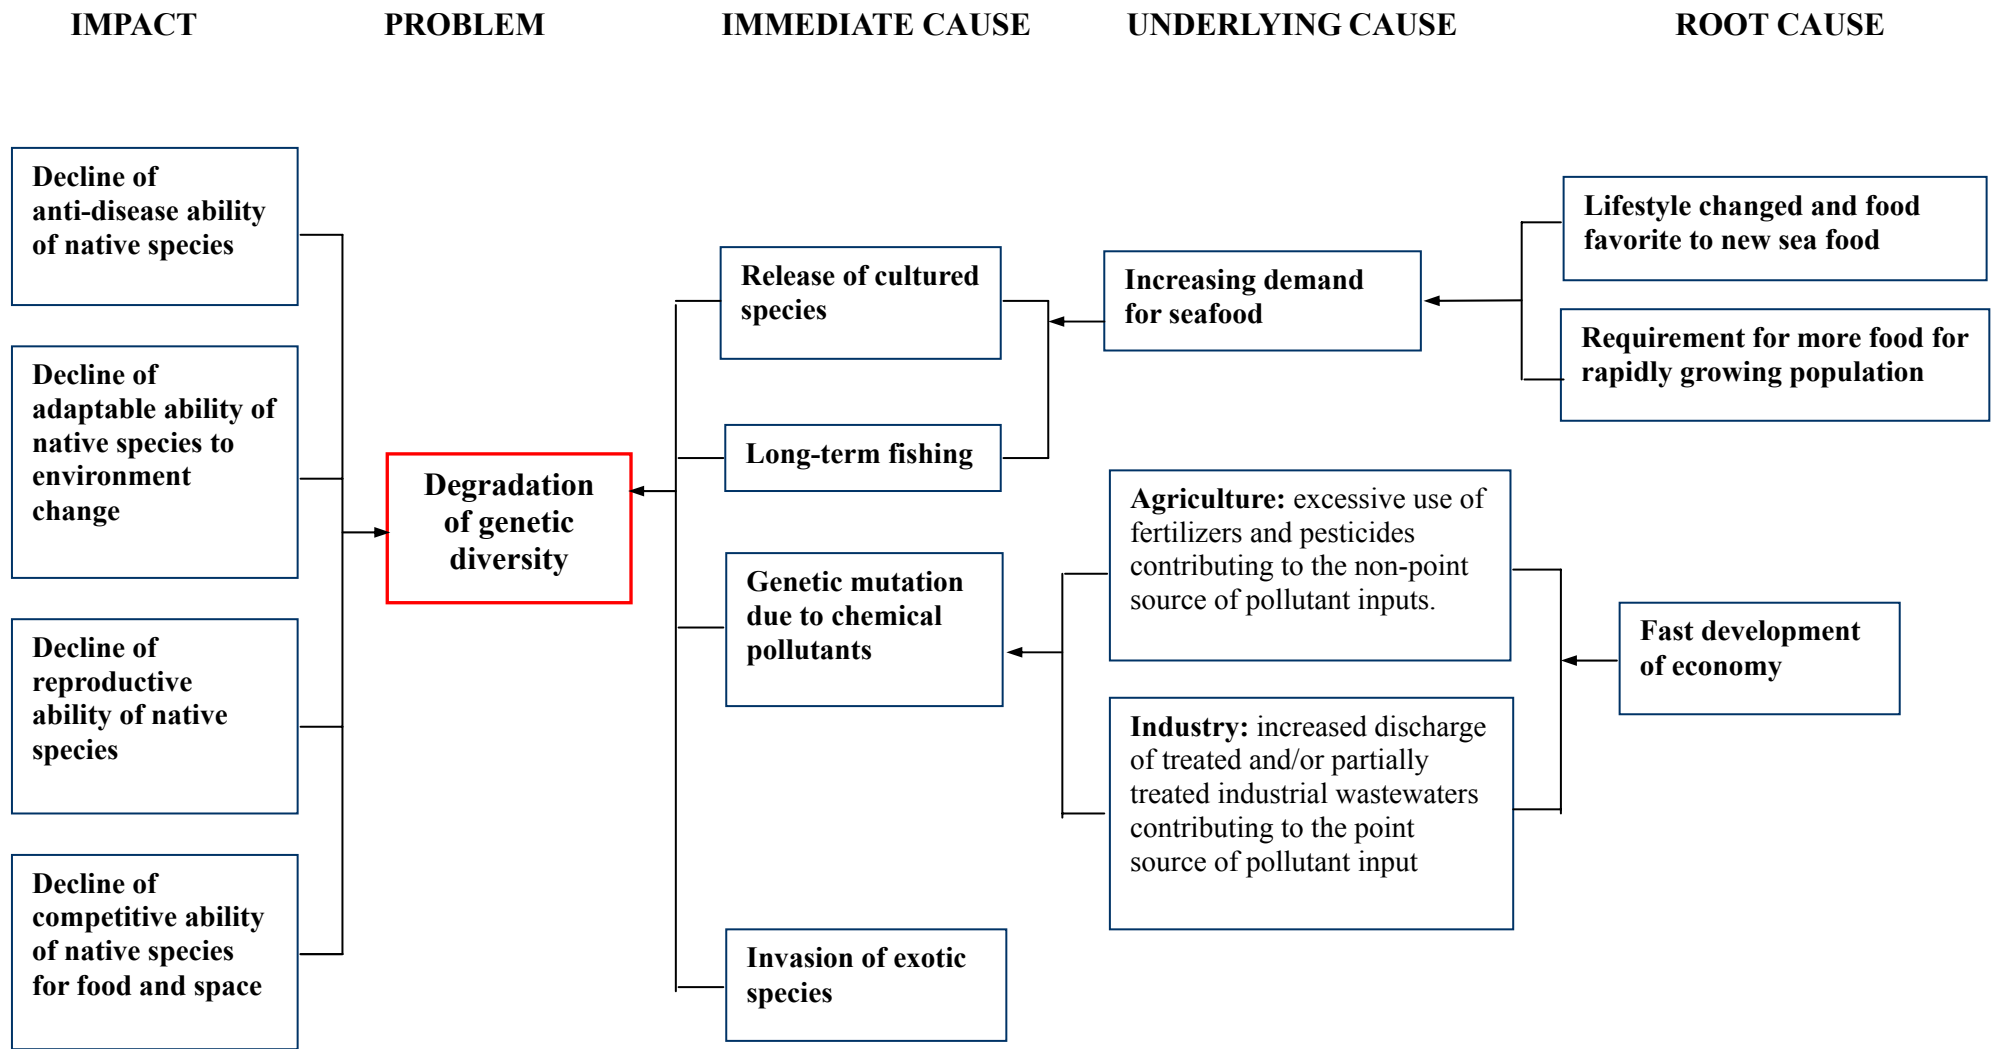 IMPACT
PROBLEM
IMMEDIATE CAUSE
UNDERLYING CAUSE
ROOT CAUSE
Decline of
anti-disease ability
of native species
Decline of
adaptable ability of
native species to
environment
change
Decline of
reproductive
ability of native
species
Decline of
competitive ability
of native species
for food and space
Degradation
of genetic
diversity
Release of cultured
species
Long-term fishing
Genetic mutation
due to chemical
pollutants
Invasion of exotic
species
Increasing demand
for seafood
Agriculture: excessive use of
fertilizers and pesticides
contributing to the non-point
source of pollutant inputs.
Industry: increased discharge
of treated and/or partially
treated industrial wastewaters
contributing to the point
source of pollutant input
Lifestyle changed and food
favorite to new sea food
Requirement for more food for
rapidly growing population
Fast development
of economy